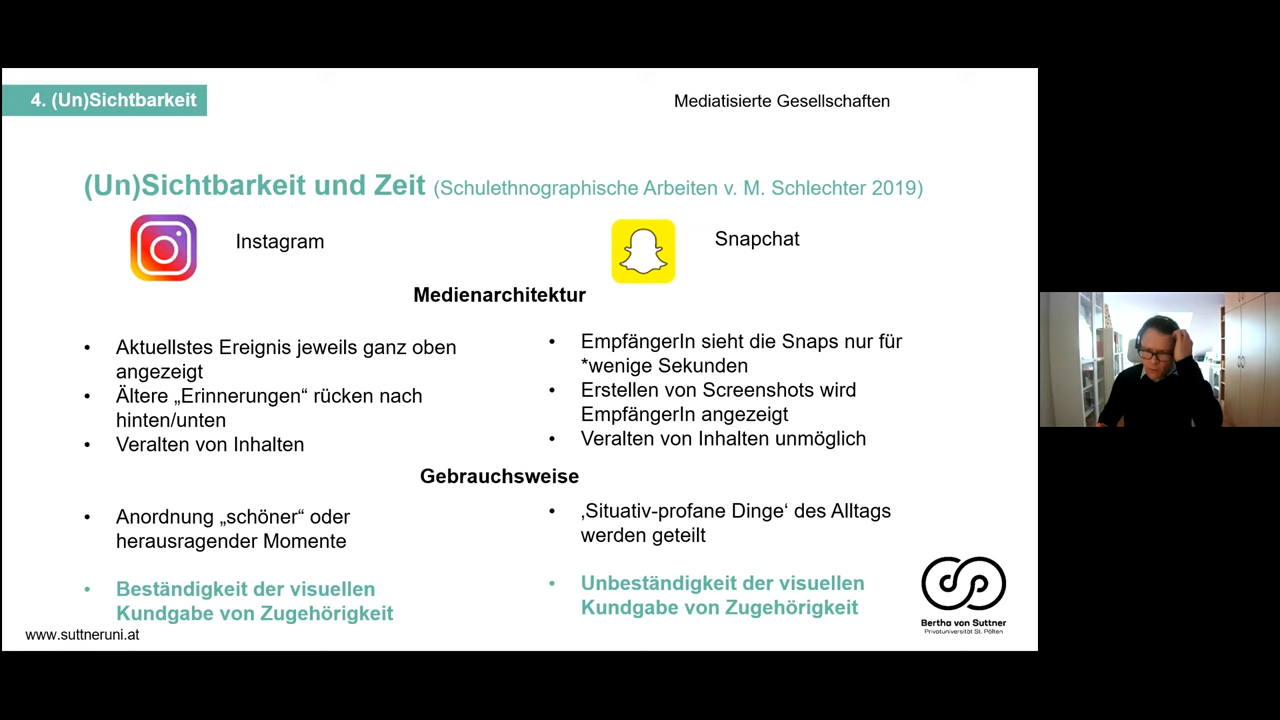 4. (Un)Sichtbarkeit
Mediatisierte Gesellschaften
(Un)Sichtbarkeit und Zeit (Schulethnographische Arbeiten v. M. Schlechter 2019)
Instagram
Snapchat
Medienarchitektur
• Aktuellstes Ereignis jeweils ganz oben
angezeigt
• Ältere „Erinnerungen“ rücken nach
hinten/unten
• Veralten von Inhalten
• EmpfängerIn sieht die Snaps nur für
*wenige Sekunden
• Erstellen von Screenshots wird
EmpfängerIn angezeigt
• Veralten von Inhalten unmöglich
Gebrauchsweise
• Anordnung „schöner“ oder
herausragender Momente
• Beständigkeit der visuellen
Kundgabe von Zugehörigkeit
• ‚Situativ-profane Dinge‘ des Alltags
werden geteilt
• Unbeständigkeit der visuellen
Kundgabe von Zugehörigkeit
www.suttneruni.at
Bertha von Suttner
Privatuniversität St. Pölten